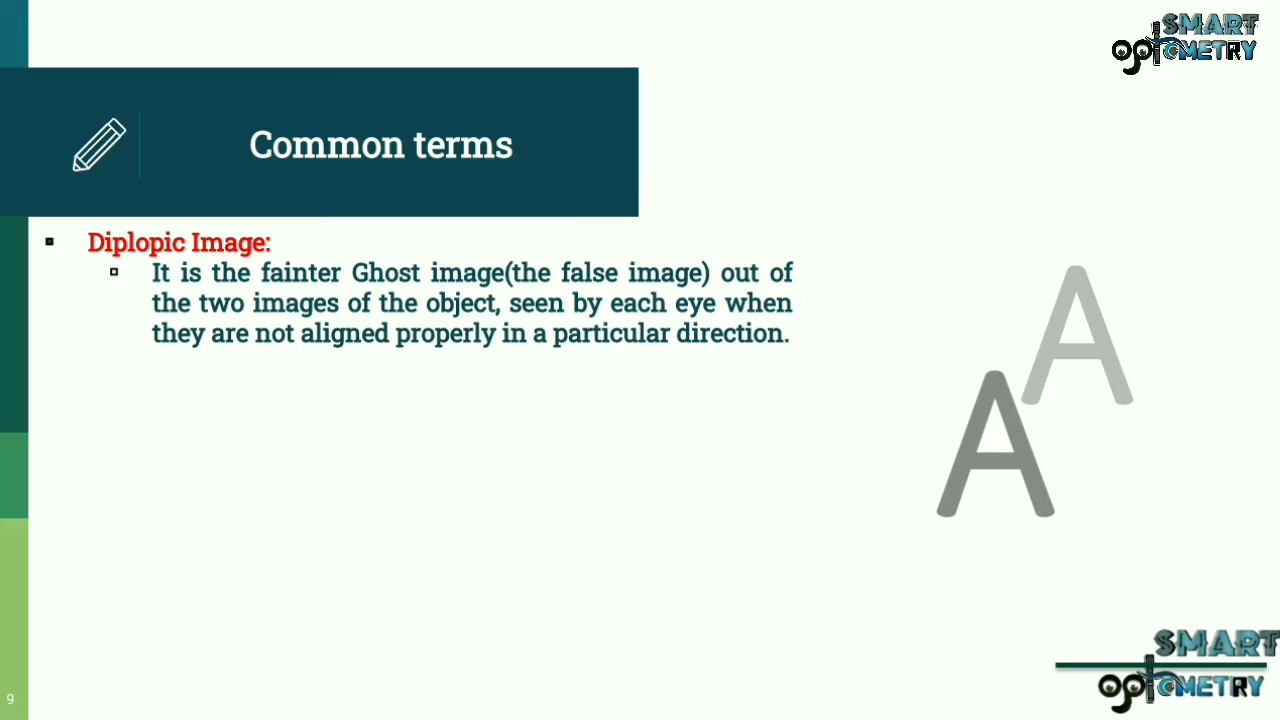 SMART
OPTOMETRY
Common terms
Diplopic Image:
It is the fainter Ghost image(the false image) out of
the two images of the object, seen by each eye when
they are not aligned properly in a particular direction.
A
A
SMART
OPTOMETRY
9